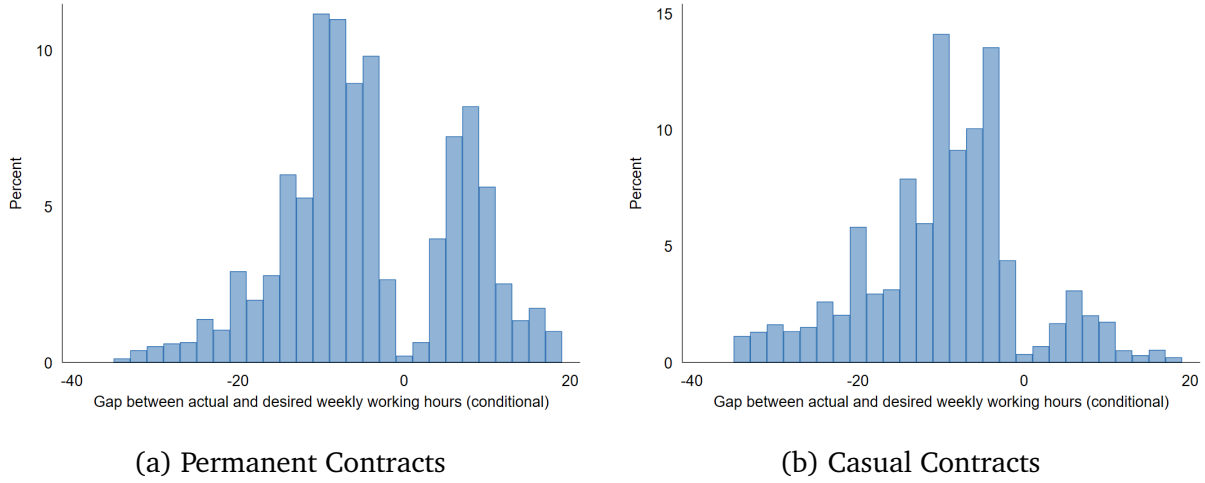 Percent
10
5
0
-40
-20
0
20
Gap between actual and desired weekly working hours (conditional)
(a) Permanent Contracts
Percent
15
10
5
0
-40
-20
0
20
Gap between actual and desired weekly working hours (conditional)
(b) Casual Contracts